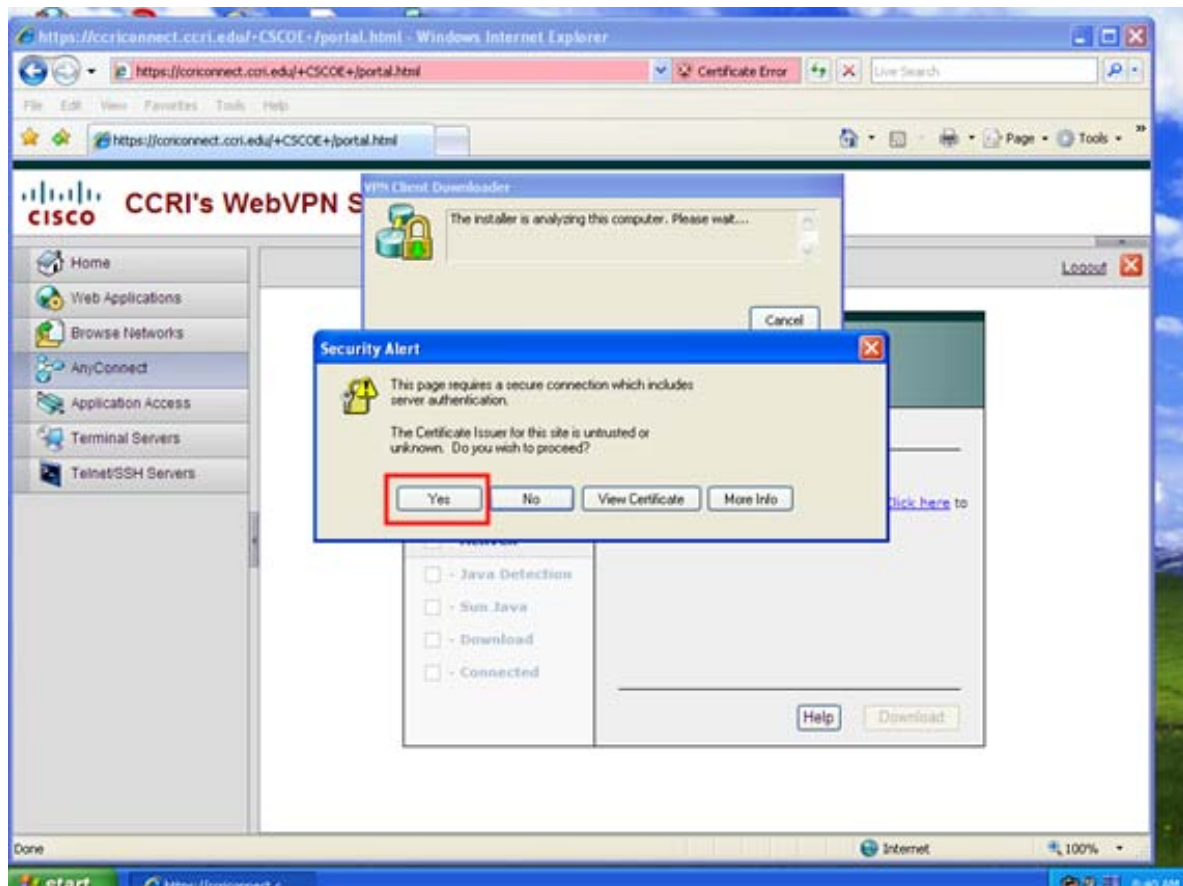 https://ccriconnect.ccri.edu/+CSCOE+/portal.html - Windows Internet Explorer
https://ccriconnect.ccri.edu/+CSCOE+/portal.html
Certificate Error
Live Search
File Edit View Favorites Tools Help
https://ccriconnect.ccri.edu/+CSCOE+/portal.html
Page
Tools
CISCO
CCRI's WebVPN S
VPN Client Downloader
The installer is analyzing this computer. Please wait....
Cancel
Logout
Home
Web Applications
Browse Networks
AnyConnect
Application Access
Terminal Servers
Telnet/SSH Servers
Security Alert
This page requires a secure connection which includes
server authentication.
The Certificate Issuer for this site is untrusted or
unknown. Do you wish to proceed?
Yes
No
View Certificate
More Info
Click here to
- Java Detection
- Sun Java
- Download
- Connected
Help
Download
Done
Internet
100%
start